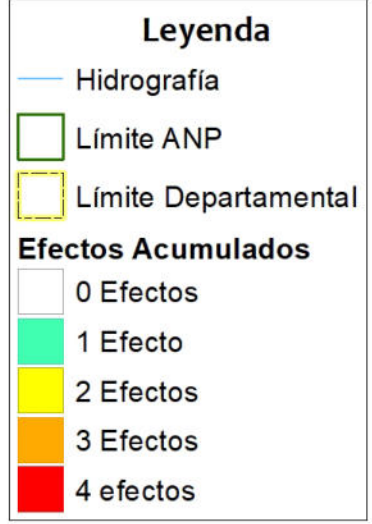 Leyenda
Hidrografía
Límite ANP
Límite Departamental
Efectos Acumulados
0 Efectos
1 Efecto
2 Efectos
3 Efectos
4 efectos